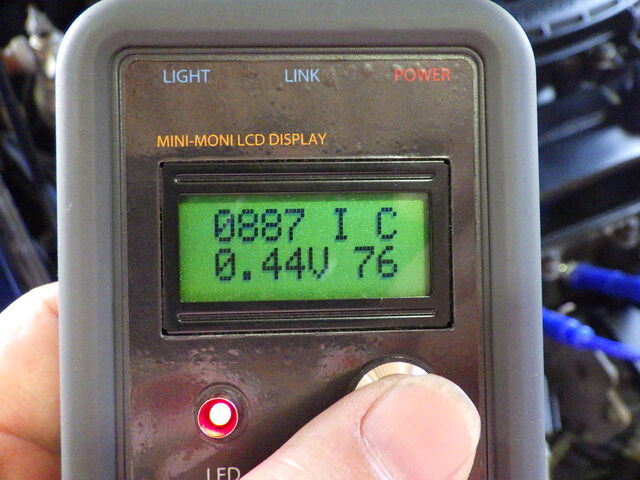 LIGHT LINK POWER
MINI-MONI LCD DISPLAY
0887 I C
0.44V 76
LED